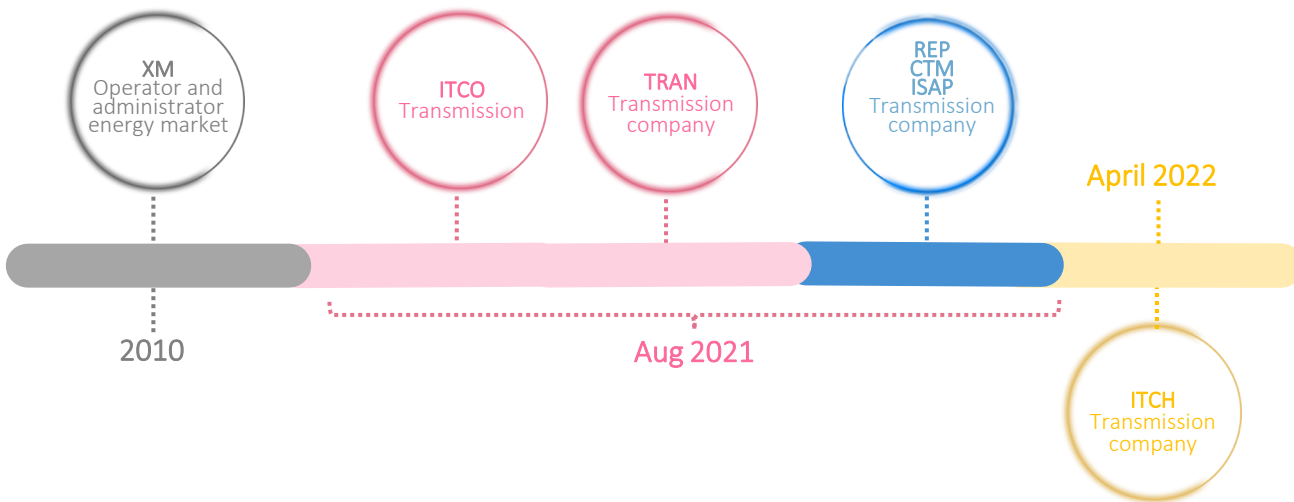 XM
Operator and
administrator
energy market
2010
ITCO
Transmission
TRAN
Transmission
company
REP
CTM
ISAP
Transmission
company
Aug 2021
April 2022
ITCH
Transmission
company